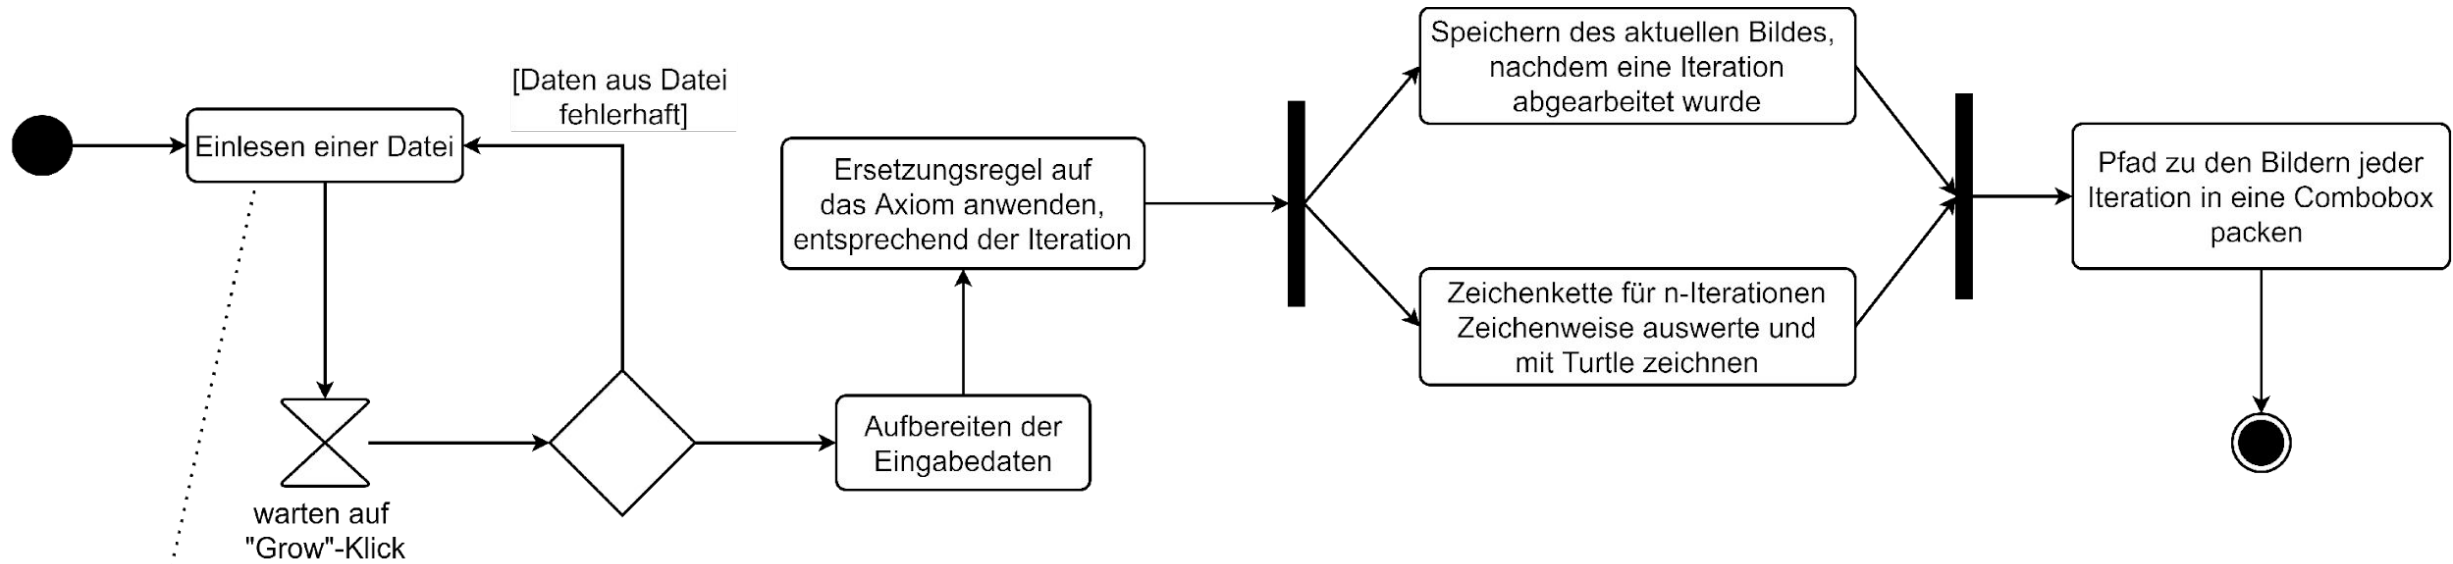 Einlesen einer Datei
[Daten aus Datei
fehlerhaft]
warten auf
"Grow"-Klick
Aufbereiten der
Eingabedaten
Ersetzungsregel auf
das Axiom anwenden,
entsprechend der Iteration
Speichern des aktuellen Bildes,
nachdem eine Iteration
abgearbeitet wurde
Zeichenkette für n-Iterationen
Zeichenweise auswerte und
mit Turtle zeichnen
Pfad zu den Bildern jeder
Iteration in eine Combobox
packen